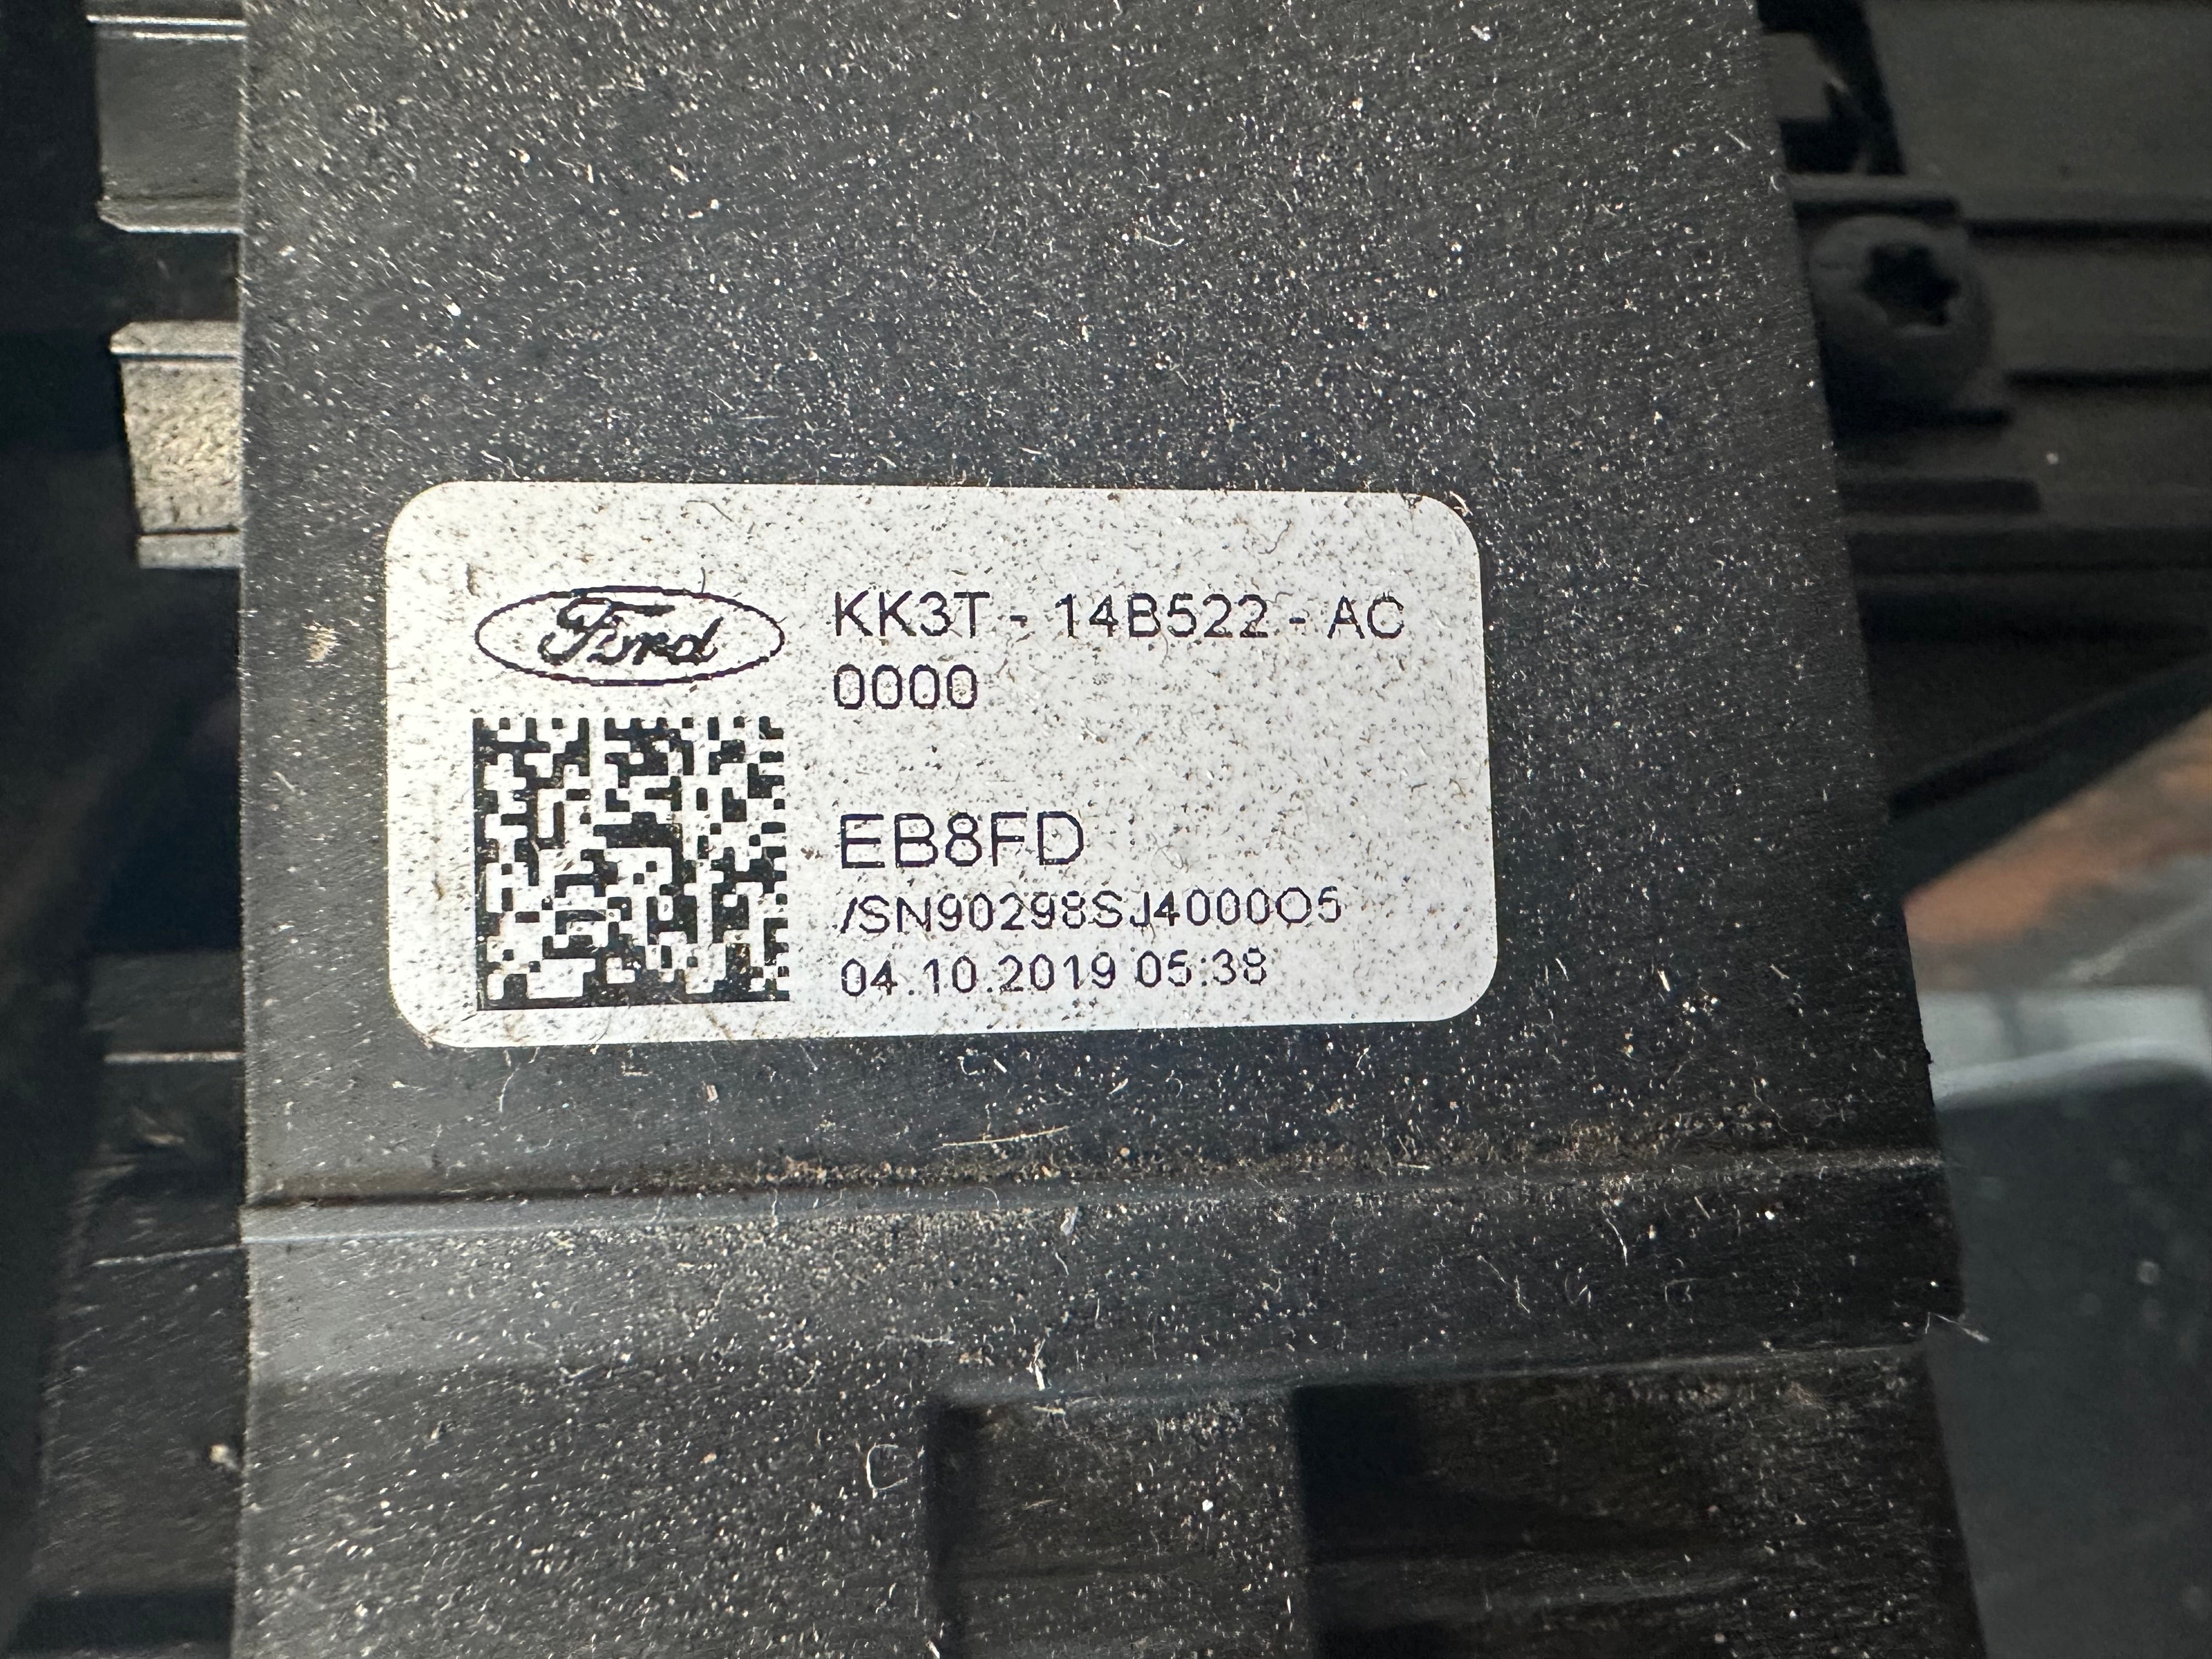 Ford
KK3T - 14B522 - AC
0000
EB8FD
/SN90298SJ4000O5
04.10.2019 05:38